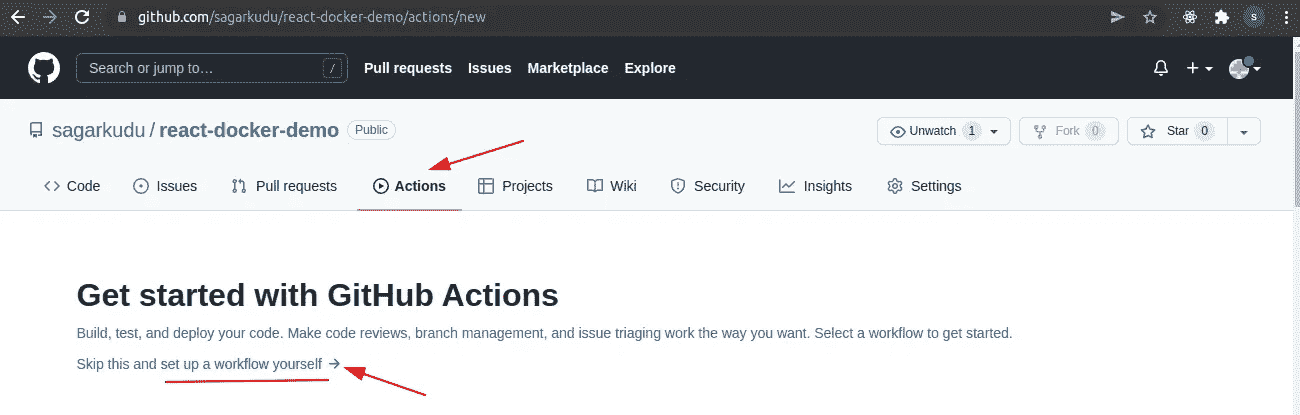 github.com/sagarkudu/react-docker-demo/actions/new
S
Search or jump to… / Pull requests Issues Marketplace Explore
sagarkudu / react-docker-demo Public Unwatch 1 Fork 0 Star 0
Code Issues Pull requests Actions Projects Wiki Security Insights Settings
Get started with GitHub Actions
Build, test, and deploy your code. Make code reviews, branch management, and issue triaging work the way you want. Select a workflow to get started.
Skip this and set up a workflow yourself →